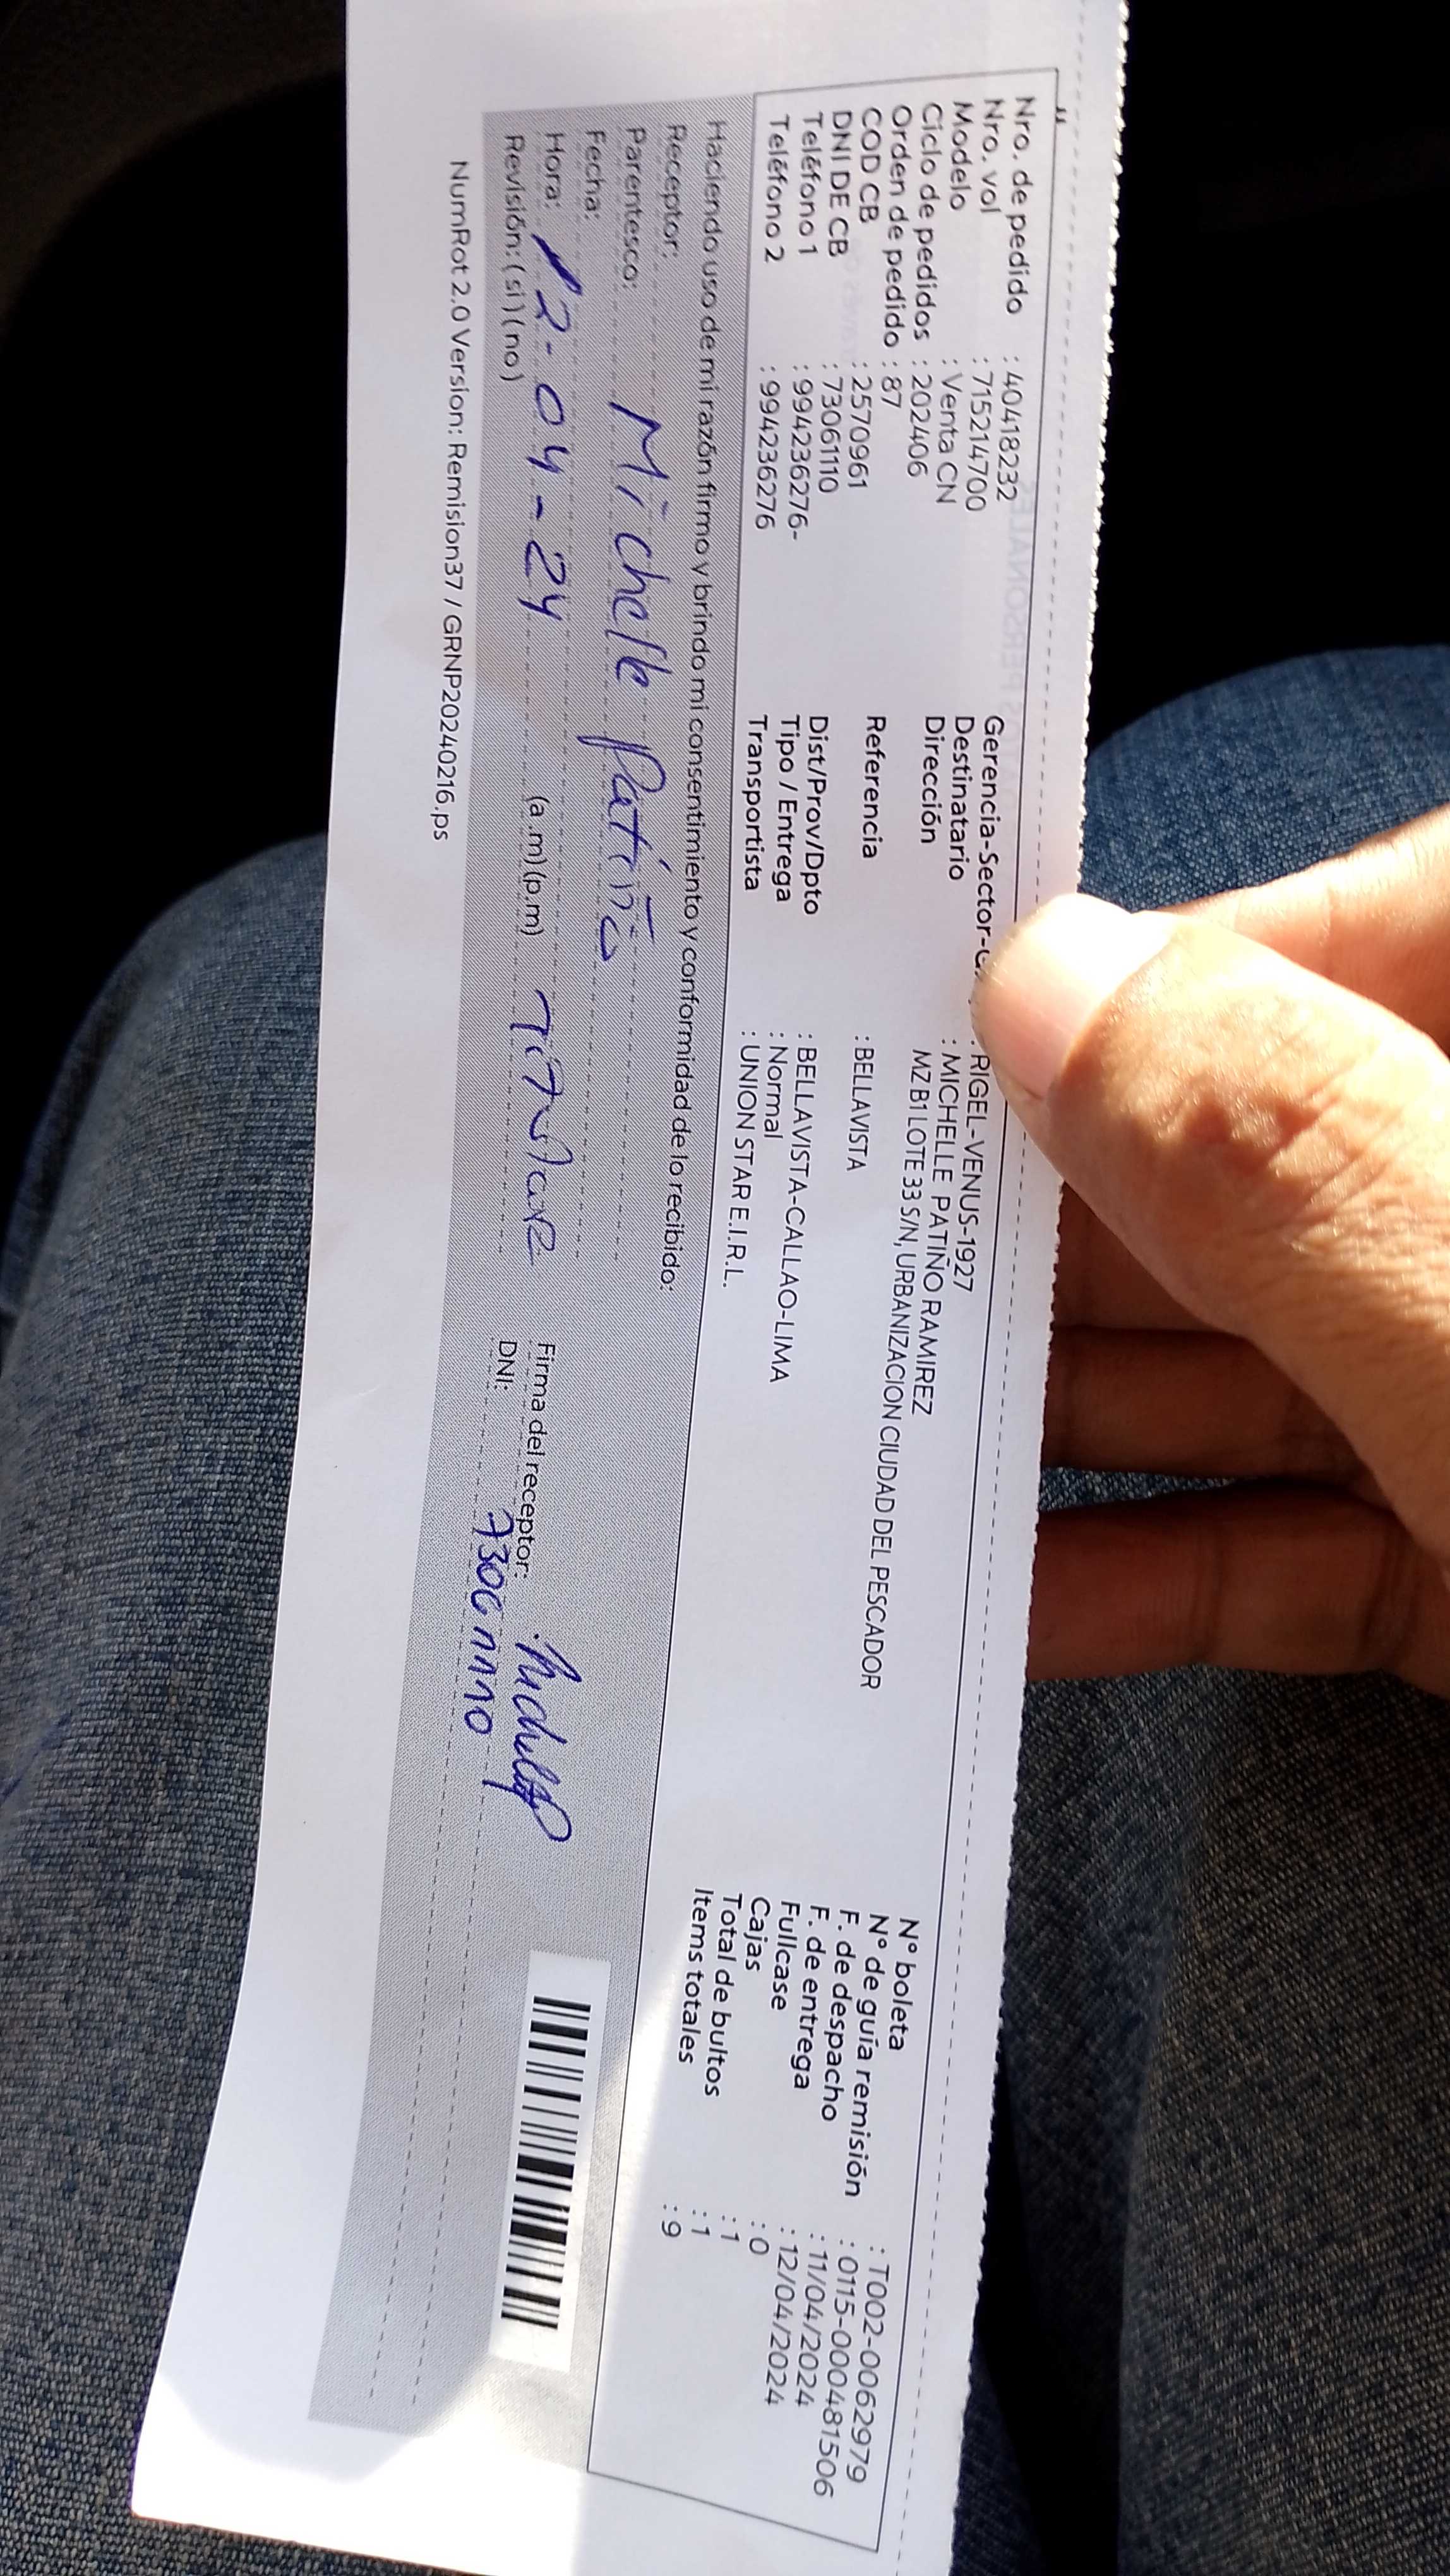 Nro. de pedido : 40418232
Nro. vol : 715214700
Modelo : Venta CN
Ciclo de pedidos : 202406
Orden de pedido : 87
COD CB : 2570961
DNI DE CB : 73061110
Teléfono 1 : 994236276-
Teléfono 2 : 994236276
Gerencia-Sector- : RIGEL-VENUS-1927
Destinatario : MICHELLE PATIÑO RAMIREZ
Dirección MZ B1 LOTE 33 S/N, URBANIZACION CIUDAD DEL PESCADOR
Referencia : BELLAVISTA
Dist/Prov/Dpto : BELLAVISTA-CALLAO-LIMA
Tipo / Entrega : Normal
Transportista : UNION STAR E.I.R.L.
N° boleta : T002-0062979
N° de guía remisión : 0115-0000481506
F. de despacho : 11/04/2024
F. de entrega : 12/04/2024
Fullcase : 0
Cajas : 1
Total de bultos : 1
Items totales : 9
Haciendo uso de mi razón firmo y brindo mi consentimiento y conformidad de lo recibido:
Receptor:
Parentesco: Michelle Patiño
Fecha:
Hora: 12-04-24 (a.m)(p.m) Titular Firma del receptor:
Revisión: (si) (no) DNI: 73061110
NumRot 2.0 Version: Remision37 / GRNP20240216.ps